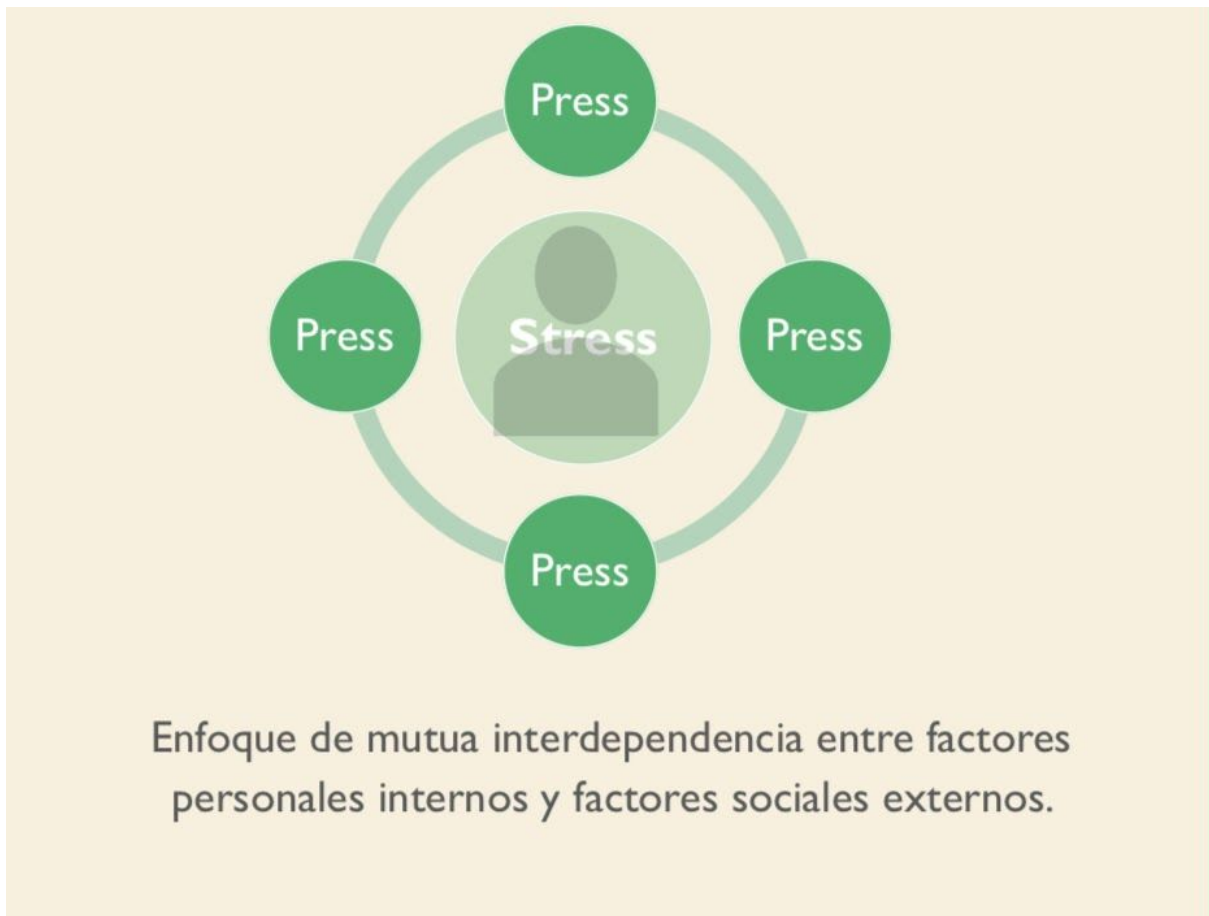 Press
Press
Stress
Press
Press
Enfoque de mutua interdependencia entre factores
personales internos y factores sociales externos.